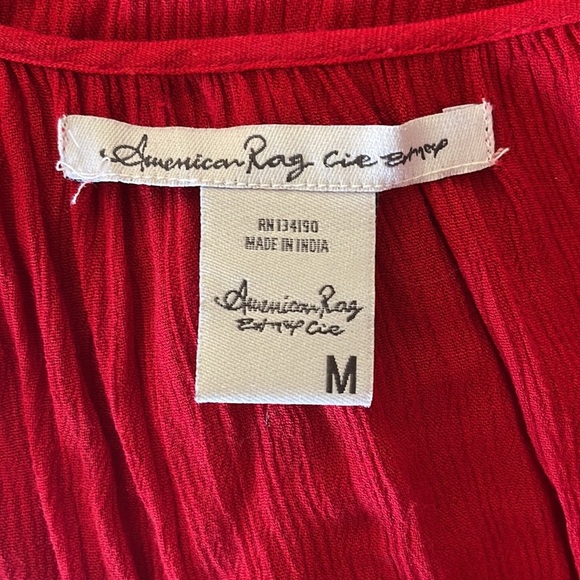 American Rag Cie
RN134190
MADE IN INDIA
American Rag
Cie
M